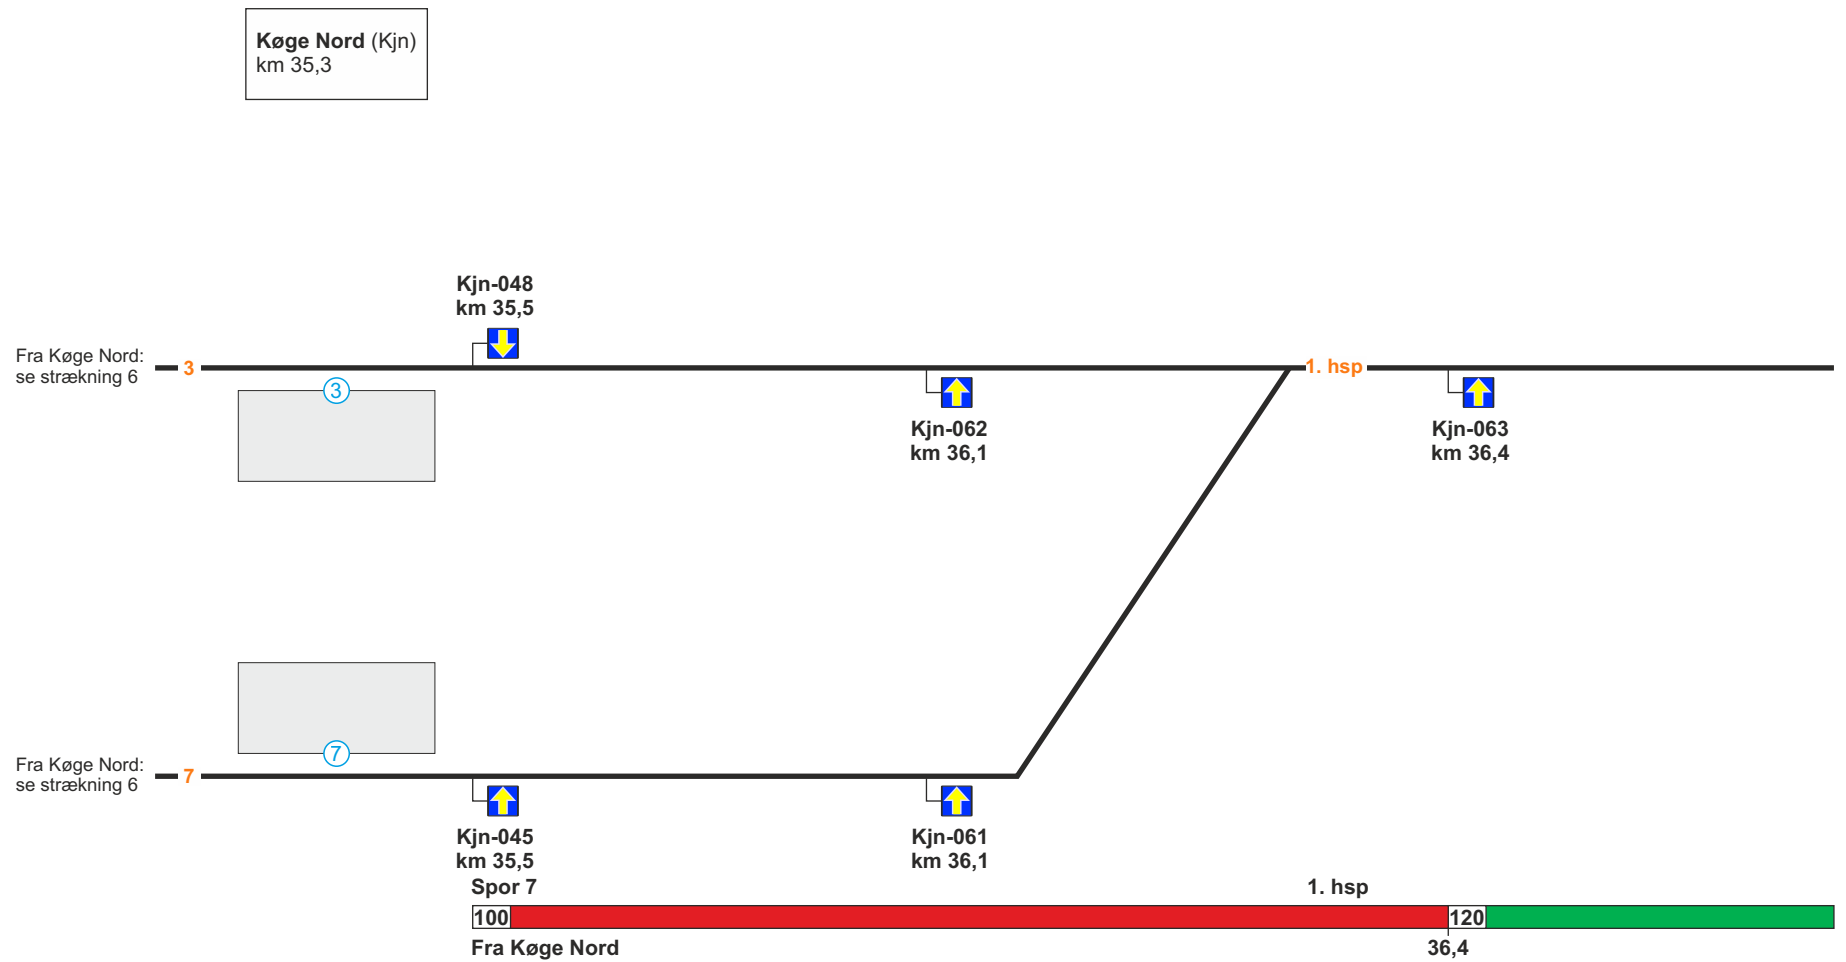 Køge Nord (Kjn)
km 35,3
Kjn-048
km 35,5
Fra Køge Nord:
se strækning 6
3
1. hsp
3
Kjn-062
km 36,1
Kjn-063
km 36,4
7
Fra Køge Nord:
se strækning 6
7
Kjn-045
km 35,5
Kjn-061
km 36,1
Spor 7
1. hsp
100
120
Fra Køge Nord
36,4